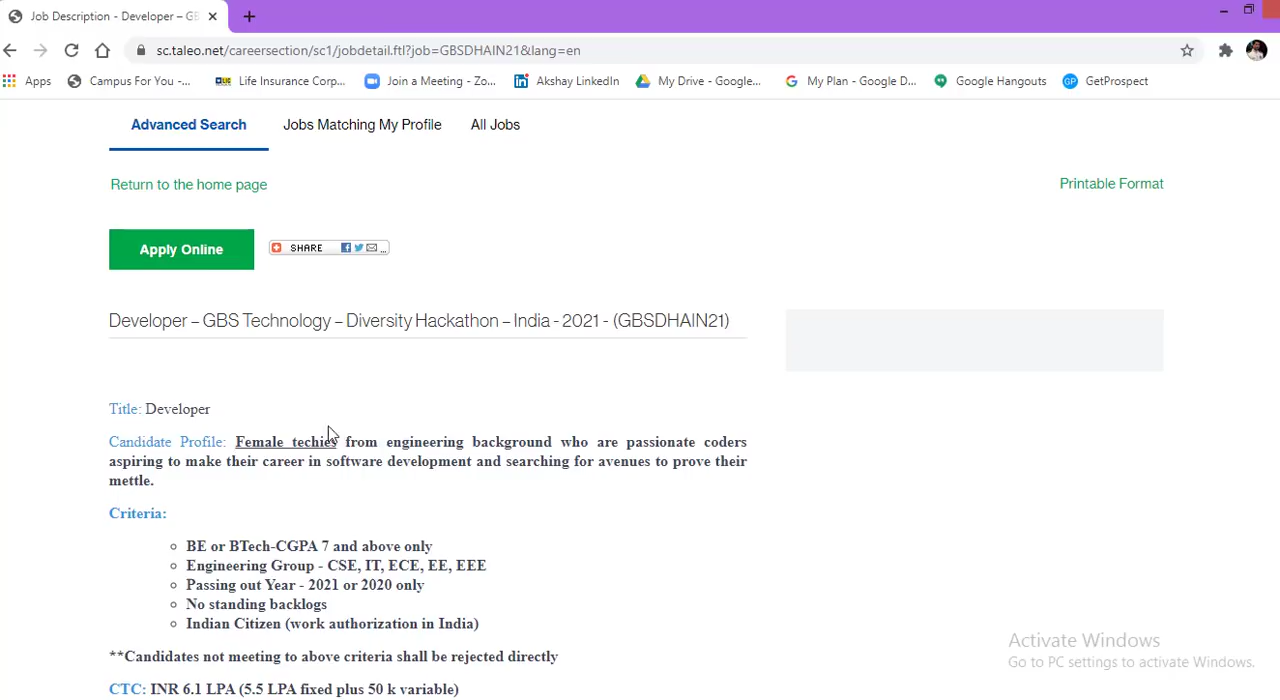 Job Description - Developer – GB
sc.taleo.net/careersection/sc1/jobdetail.ftl?job=GBSDHAIN21&lang=en
Apps Campus For You -... LIC Life Insurance Corp... Join a Meeting - Zo... Akshay LinkedIn My Drive - Google... My Plan - Google D... Google Hangouts GP GetProspect
Advanced Search Jobs Matching My Profile All Jobs
Return to the home page Printable Format
Apply Online SHARE ...
Developer – GBS Technology – Diversity Hackathon – India - 2021 - (GBSDHAIN21)
Title: Developer
Candidate Profile: Female techies from engineering background who are passionate coders
aspiring to make their career in software development and searching for avenues to prove their
mettle.
Criteria:
BE or BTech-CGPA 7 and above only
Engineering Group - CSE, IT, ECE, EE, EEE
Passing out Year - 2021 or 2020 only
No standing backlogs
Indian Citizen (work authorization in India)
**Candidates not meeting to above criteria shall be rejected directly
CTC: INR 6.1 LPA (5.5 LPA fixed plus 50 k variable)
Activate Windows
Go to PC settings to activate Windows.